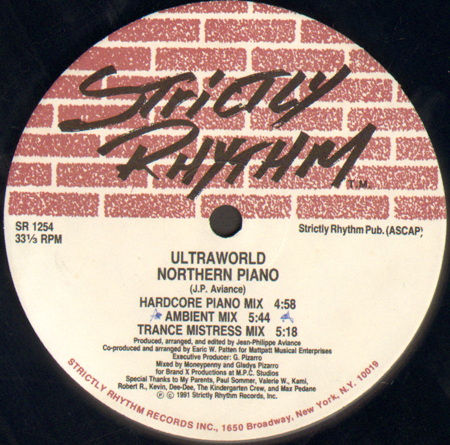 STRICTLY
RHYTHM
T.M.
SR 1254
33⅓ RPM
Strictly Rhythm Pub. (ASCAP)
ULTRAWORLD
NORTHERN PIANO
(J.P. Aviance)
HARDCORE PIANO MIX 4:58
AMBIENT MIX 5:44
TRANCE MISTRESS MIX 5:18
Produced, arranged, and edited by Jean-Philippe Aviance
Co-produced and arranged by Earic W. Patten for Mattpatt Musical Enterprises
Executive Producer: G. Pizarro
Mixed by Moneypenny and Gladys Pizarro
for Brand X Productions at M.P.C. Studios
Special Thanks to My Parents, Paul Sommer, Valerie W., Kami,
Robert R., Kevin, Dee-Dee, The Kindergarten Crew, and Max Pedane
℗ © 1991 Strictly Rhythm Records, Inc.
STRICTLY RHYTHM RECORDS INC., 1650 Broadway, New York, N.Y. 10019